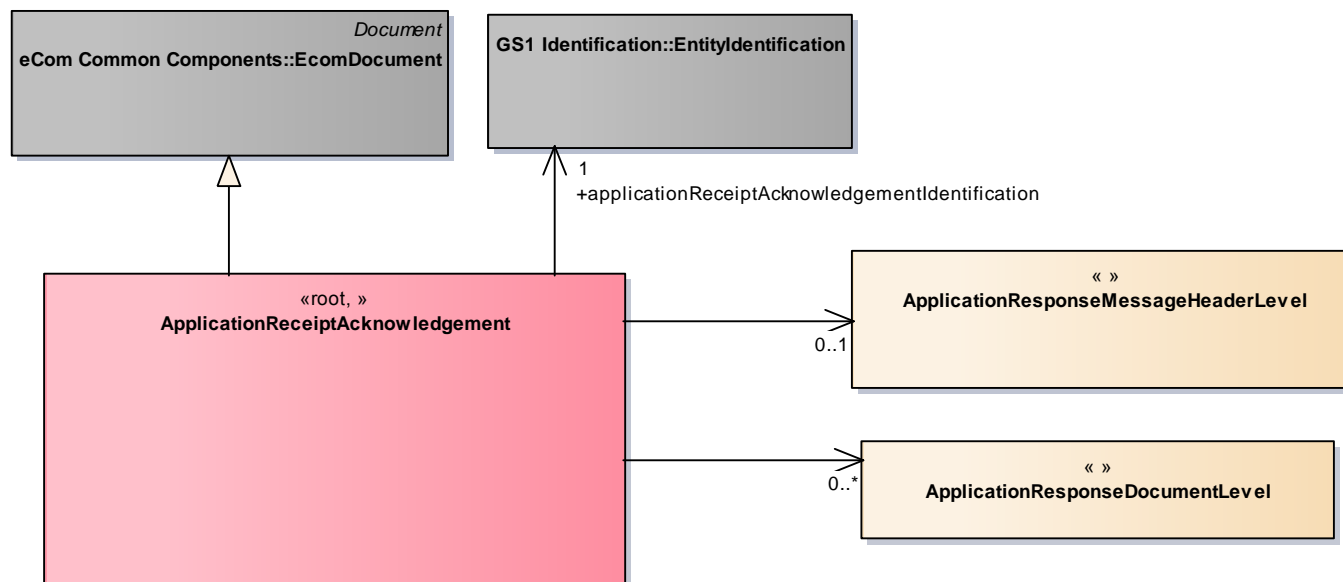 Document
eCom Common Components::EcomDocument
GS1 Identification::EntityIdentification
1
+applicationReceiptAcknowledgementIdentification
«root, »
ApplicationReceiptAcknowledgement
« »
ApplicationResponseMessageHeaderLevel
0..1
« »
ApplicationResponseDocumentLevel
0..*